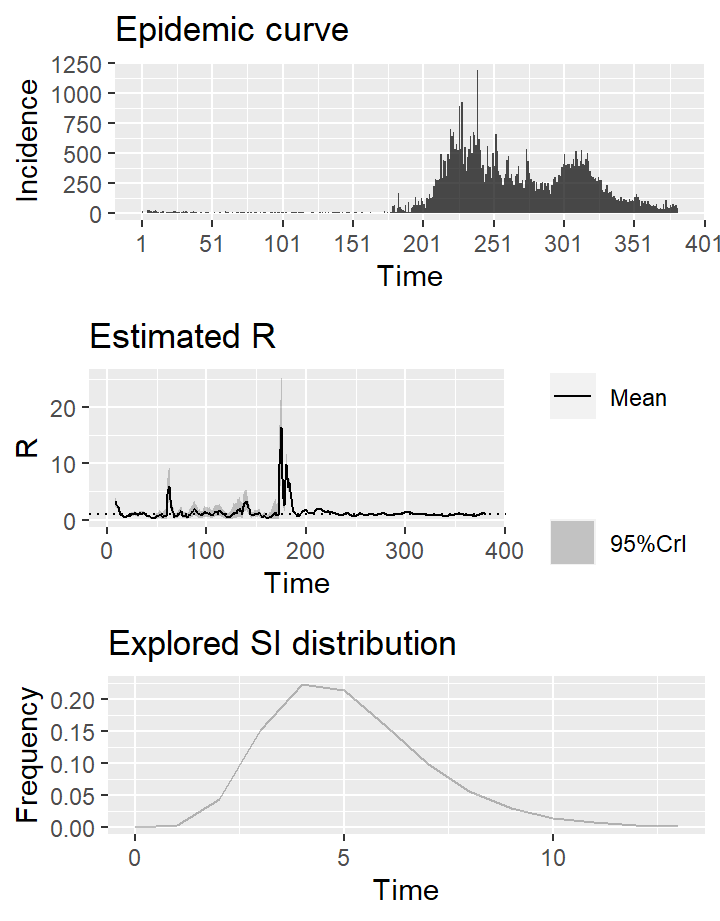 Epidemic curve
1250
1000
750
500
250
0
Incidence
1 51 101 151 201 251 301 351 401
Time
Estimated R
20
10
0
R
0 100 200 300 400
Time
Mean
95%CrI
Explored SI distribution
0.20
0.15
0.10
0.05
0.00
Frequency
0 5 10
Time